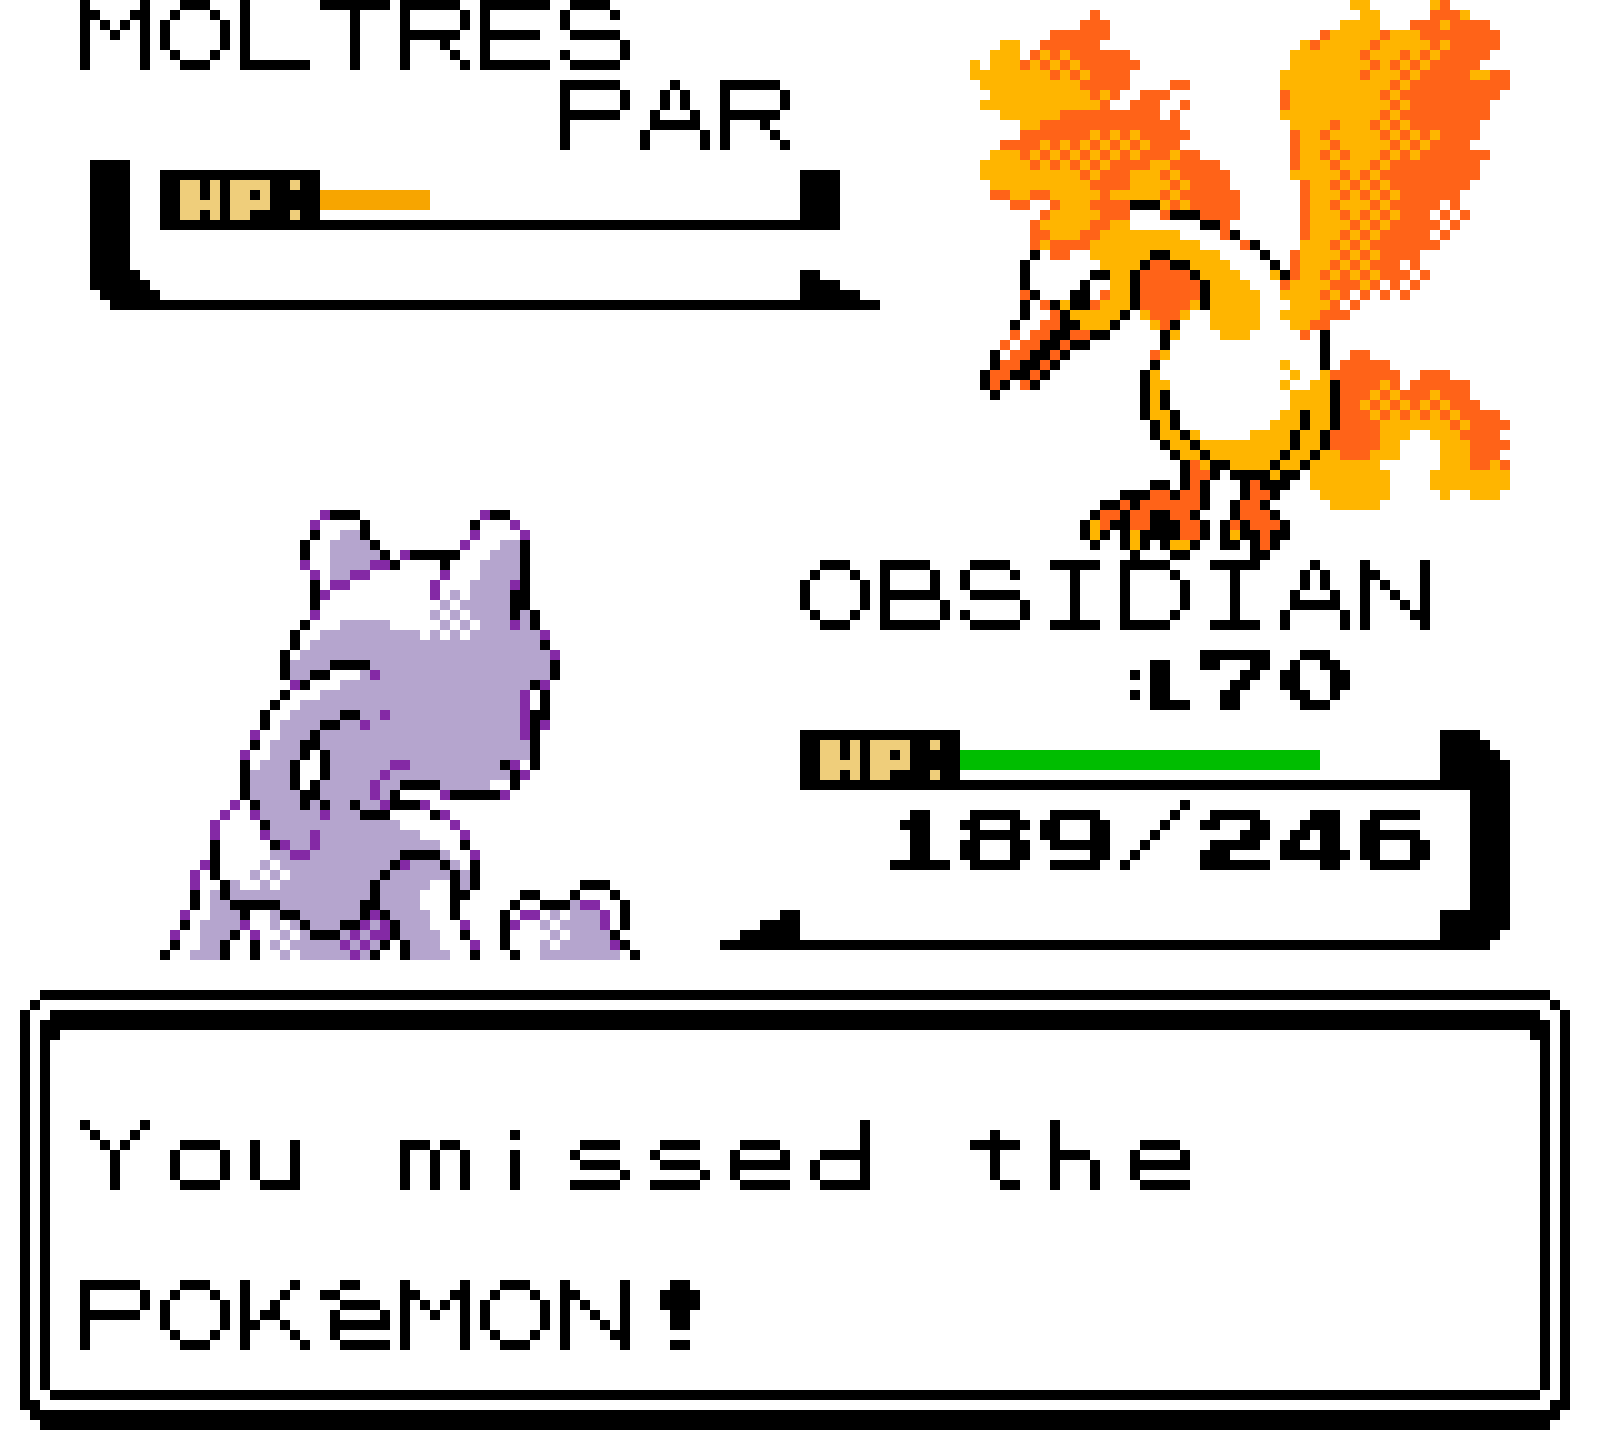 MOLTRES
PAR
HP:
OBSIDIAN
:L70
HP:
189/246
You missed the
POKéMON!